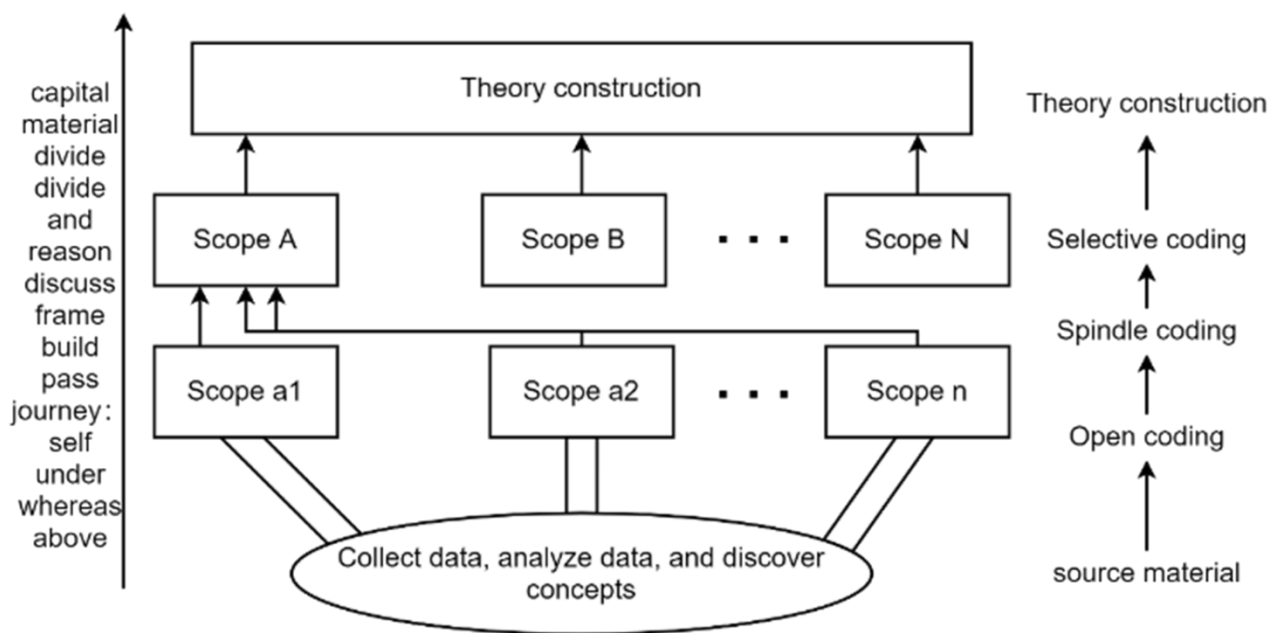 capital
material
divide
divide
and
reason
discuss
frame
build
pass
journey:
self
under
whereas
above
Theory construction
Scope A
Scope B
Scope N
Scope a1
Scope a2
Scope n
Collect data, analyze data, and discover
concepts
Theory construction
Selective coding
Spindle coding
Open coding
source material